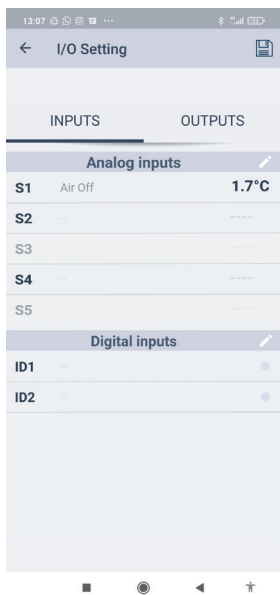 13:07
I/O Setting
INPUTS OUTPUTS
Analog inputs
S1 Air Off 1.7°C
S2 -- ----
S3 -- ----
S4 -- ----
S5 -- ----
Digital inputs
ID1 --
ID2 --